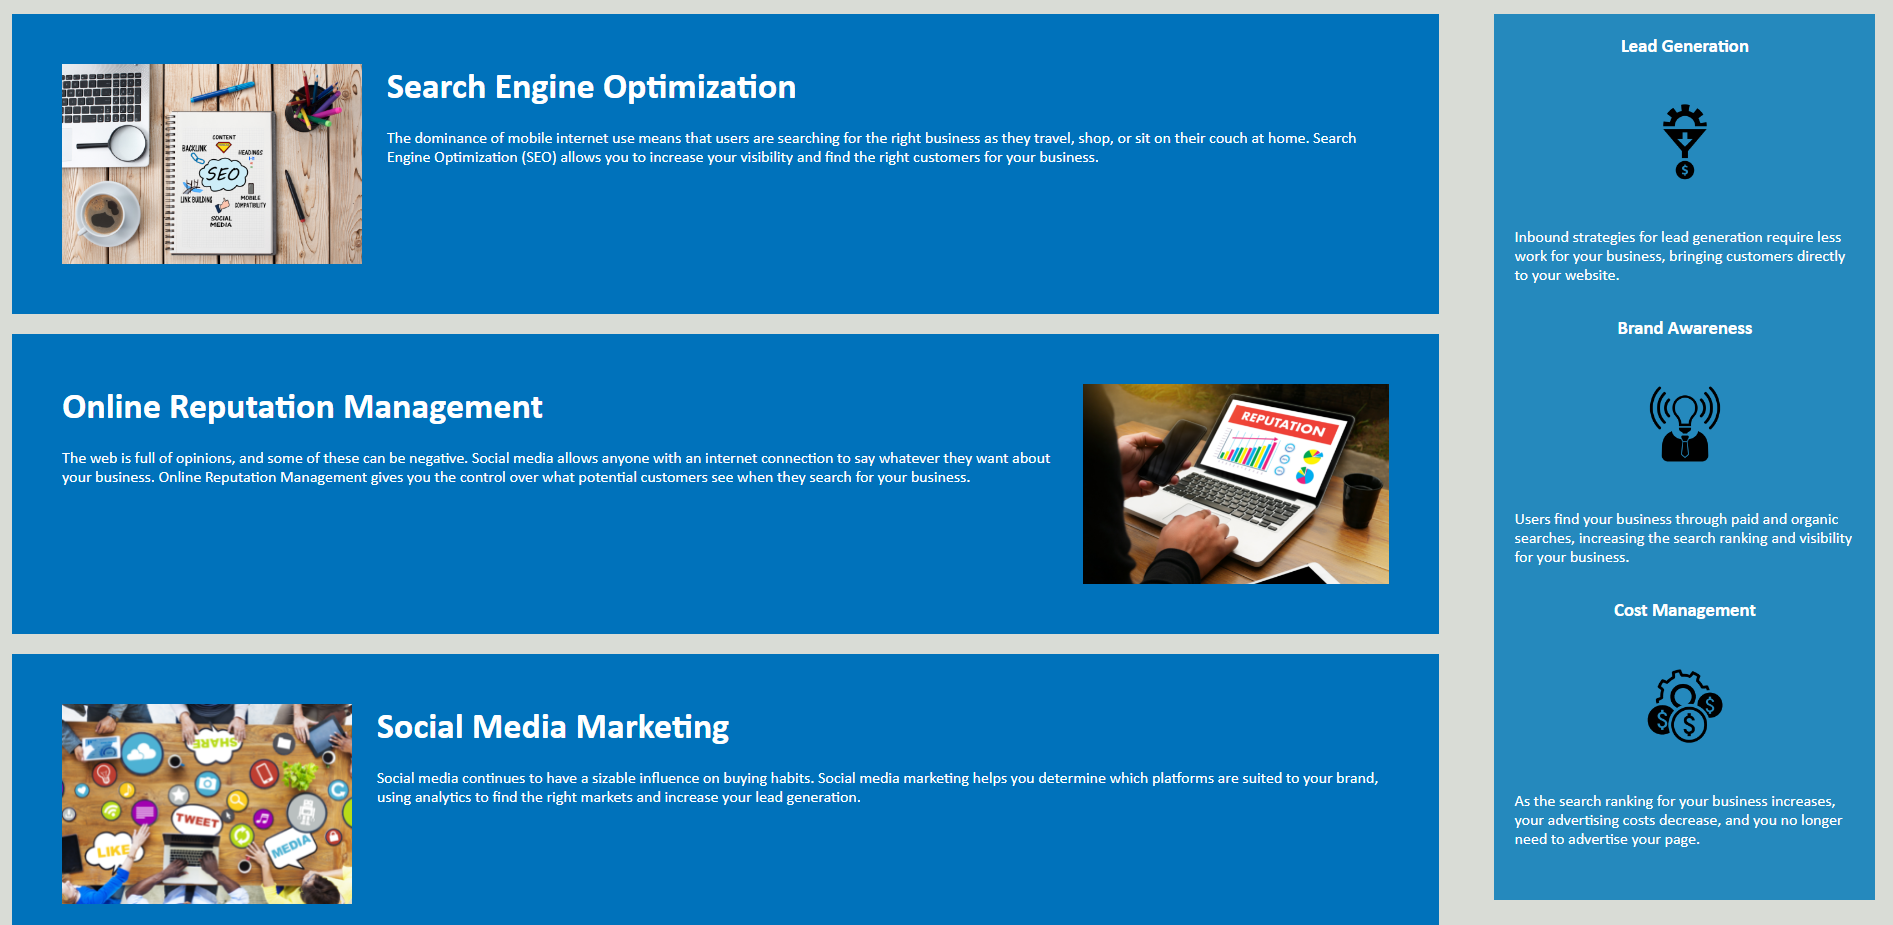 Search Engine Optimization
The dominance of mobile internet use means that users are searching for the right business as they travel, shop, or sit on their couch at home. Search
Engine Optimization (SEO) allows you to increase your visibility and find the right customers for your business.
CONTENT
BACKLINK
HEADINGS
SEO
LINK BUILDING
MOBILE
COMPATIBILITY
SOCIAL
MEDIA
Online Reputation Management
The web is full of opinions, and some of these can be negative. Social media allows anyone with an internet connection to say whatever they want about
your business. Online Reputation Management gives you the control over what potential customers see when they search for your business.
REPUTATION
Social Media Marketing
Social media continues to have a sizable influence on buying habits. Social media marketing helps you determine which platforms are suited to your brand,
using analytics to find the right markets and increase your lead generation.
SHARE
TWEET
LIKE
MEDIA
Lead Generation
$
Inbound strategies for lead generation require less
work for your business, bringing customers directly
to your website.
Brand Awareness
Users find your business through paid and organic
searches, increasing the search ranking and visibility
for your business.
Cost Management
$ $ $
As the search ranking for your business increases,
your advertising costs decrease, and you no longer
need to advertise your page.